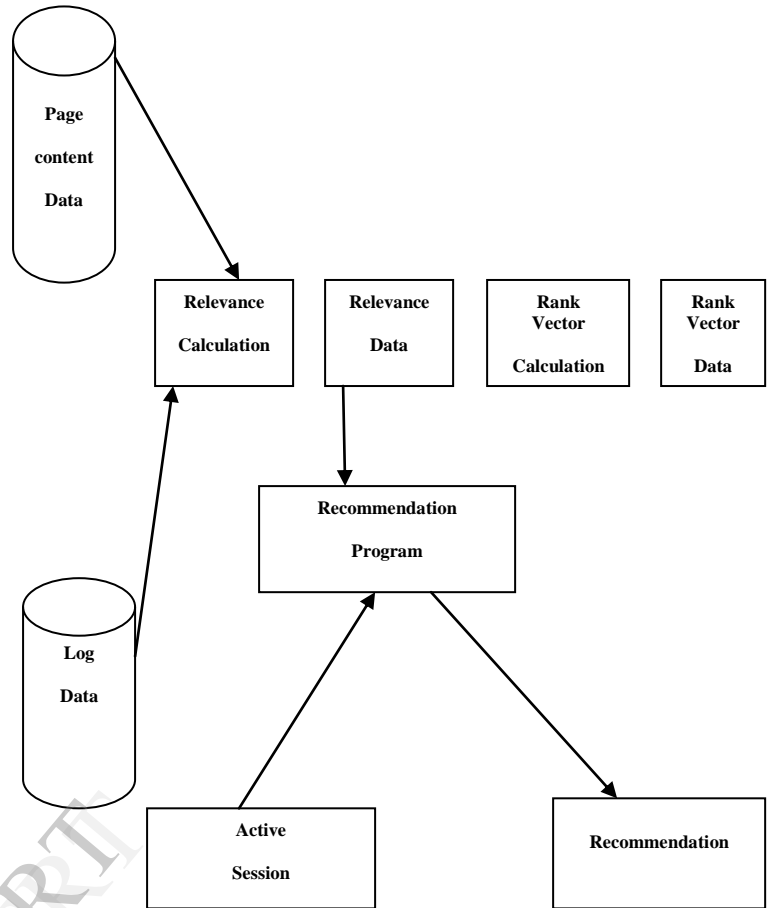 Page
content
Data
Relevance
Calculation
Relevance
Data
Rank
Vector
Calculation
Rank
Vector
Data
Recommendation
Program
Log
Data
Active
Session
Recommendation
RT